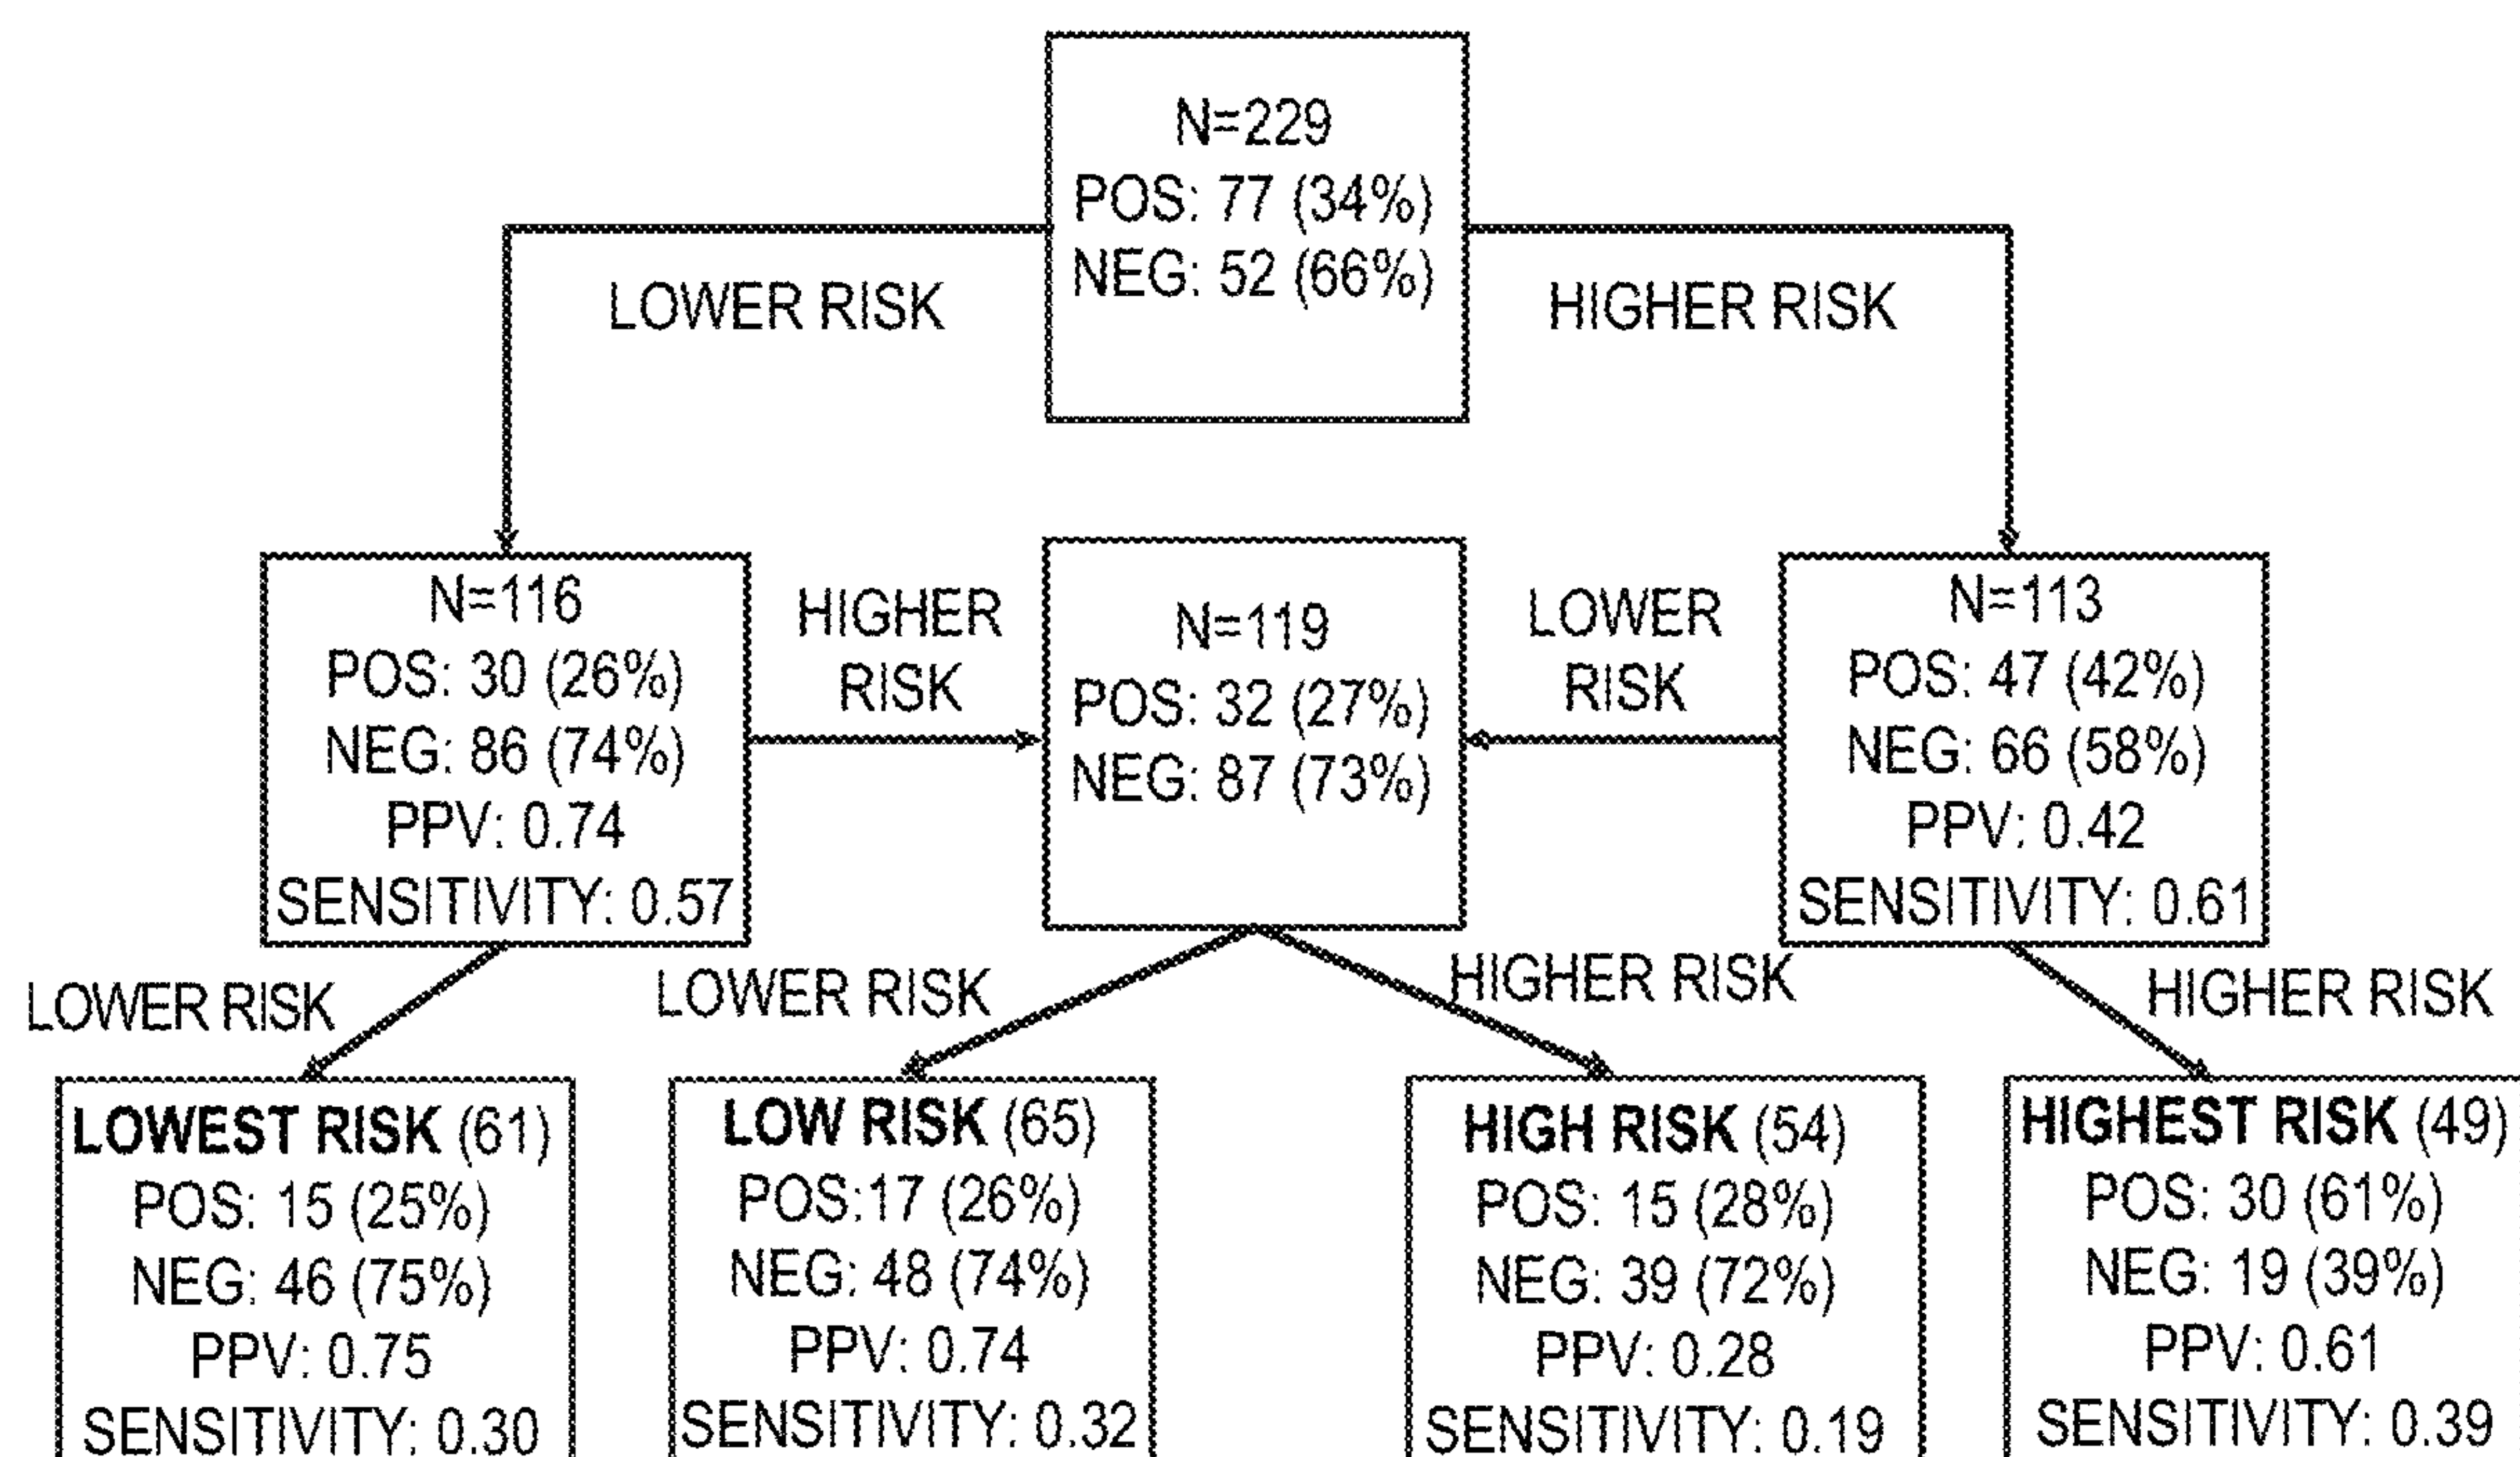 N=229
POS: 77 (34%)
NEG: 52 (66%)
LOWER RISK
HIGHER RISK
N=116
POS: 30 (26%)
NEG: 86 (74%)
PPV: 0.74
SENSITIVITY: 0.57
HIGHER
RISK
N=119
POS: 32 (27%)
NEG: 87 (73%)
LOWER
RISK
N=113
POS: 47 (42%)
NEG: 66 (58%)
PPV: 0.42
SENSITIVITY: 0.61
LOWER RISK
LOWER RISK
HIGHER RISK
HIGHER RISK
LOWEST RISK (61)
POS: 15 (25%)
NEG: 46 (75%)
PPV: 0.75
SENSITIVITY: 0.30
LOW RISK (65)
POS:17 (26%)
NEG: 48 (74%)
PPV: 0.74
SENSITIVITY: 0.32
HIGH RISK (54)
POS: 15 (28%)
NEG: 39 (72%)
PPV: 0.28
SENSITIVITY: 0.19
HIGHEST RISK (49)
POS: 30 (61%)
NEG: 19 (39%)
PPV: 0.61
SENSITIVITY: 0.39